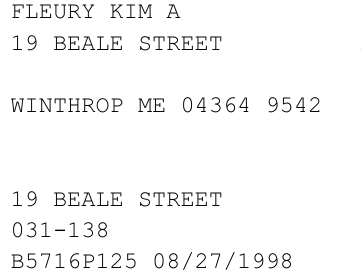 FLEURY KIM A
19 BEALE STREET
WINTHROP ME 04364 9542
19 BEALE STREET
031-138
B5716P125 08/27/1998